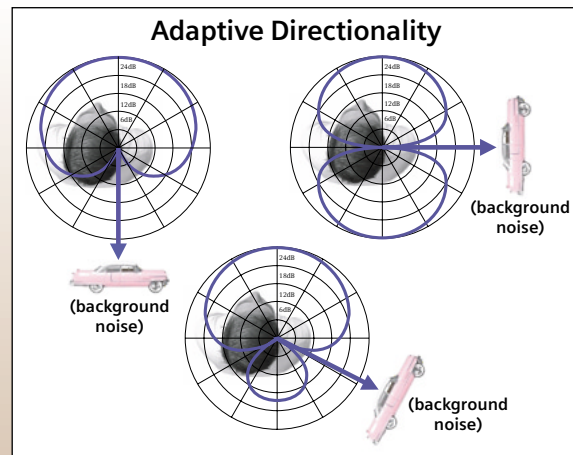 Adaptive Directionality
24dB
18dB
12dB
6dB
(background
noise)
24dB
18dB
12dB
6dB
(background
noise)
24dB
18dB
12dB
6dB
(background
noise)